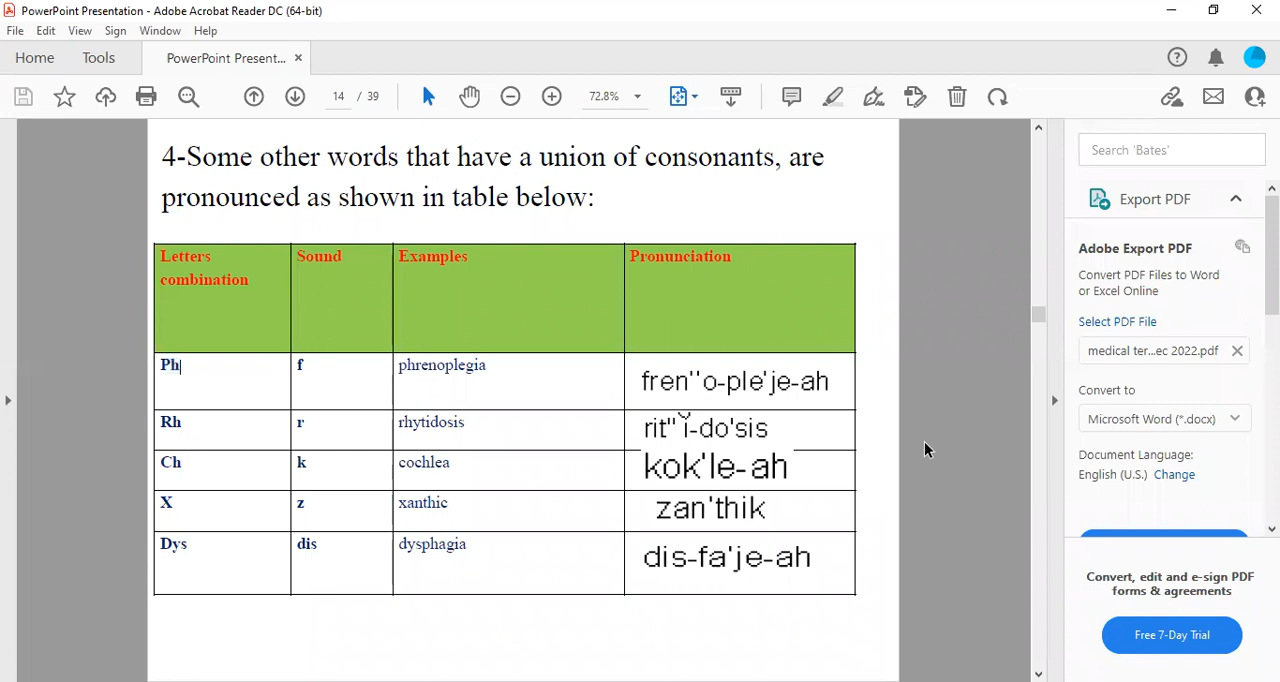 PowerPoint Presentation - Adobe Acrobat Reader DC (64-bit)
File Edit View Sign Window Help
Home Tools PowerPoint Present... ×
14 / 39 72.8%
4-Some other words that have a union of consonants, are
pronounced as shown in table below:
Letters combination Sound Examples Pronunciation
Ph f phrenoplegia fren''o-ple'je-ah
Rh r rhytidosis rit''ĭ-do'sis
Ch k cochlea kok'le-ah
X z xanthic zan'thik
Dys dis dysphagia dis-fa'je-ah
Search 'Bates'
Export PDF
Adobe Export PDF
Convert PDF Files to Word
or Excel Online
Select PDF File
medical ter...ec 2022.pdf
Convert to
Microsoft Word (*.docx)
Document Language:
English (U.S.) Change
Convert, edit and e-sign PDF
forms & agreements
Free 7-Day Trial